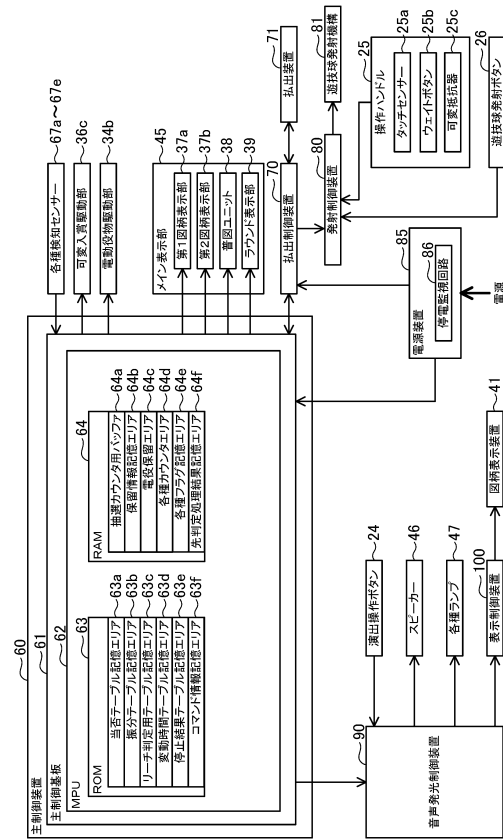 60
主制御装置
61
主制御基板
62
MPU
63
ROM
当否テーブル記憶エリア 63a
振分テーブル記憶エリア 63b
リーチ判定用テーブル記憶エリア 63c
変動時間テーブル記憶エリア 63d
停止結果テーブル記憶エリア 63e
コマンド情報記憶エリア 63f
64
RAM
抽選カウンタ用バッファ 64a
保留情報記憶エリア 64b
電役保留エリア 64c
各種カウンタエリア 64d
各種フラグ記憶エリア 64e
先判定処理結果記憶エリア 64f
各種検知センサー 67a～67e
可変入賞駆動部 36c
電動役物駆動部 34b
45
メイン表示部
第1図柄表示部 37a
第2図柄表示部 37b
普図ユニット 38
ラウンド表示部 39
70
払出制御装置
71
払出装置
80
発射制御装置
81
遊技球発射機構
25
操作ハンドル
タッチセンサー 25a
ウェイトボタン 25b
可変抵抗器 25c
26
遊技球発射ボタン
85
電源装置
86
停電監視回路
電源
90
音声発光制御装置
演出操作ボタン 24
スピーカー 46
各種ランプ 47
100
表示制御装置
41
図柄表示装置